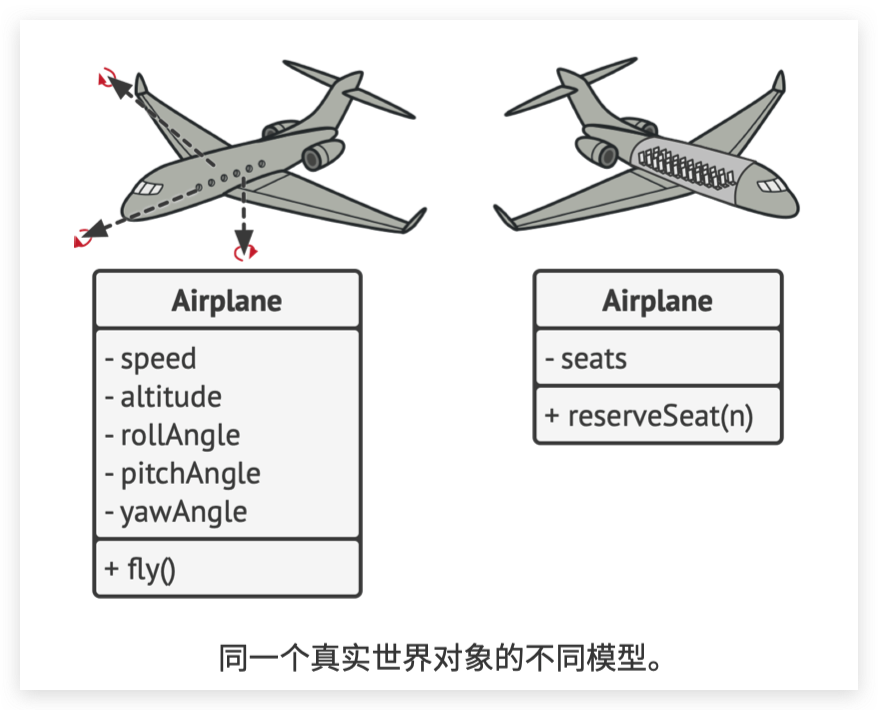 Airplane
- speed
- altitude
- rollAngle
- pitchAngle
- yawAngle
+ fly()
Airplane
- seats
+ reserveSeat(n)
同一个真实世界对象的不同模型。